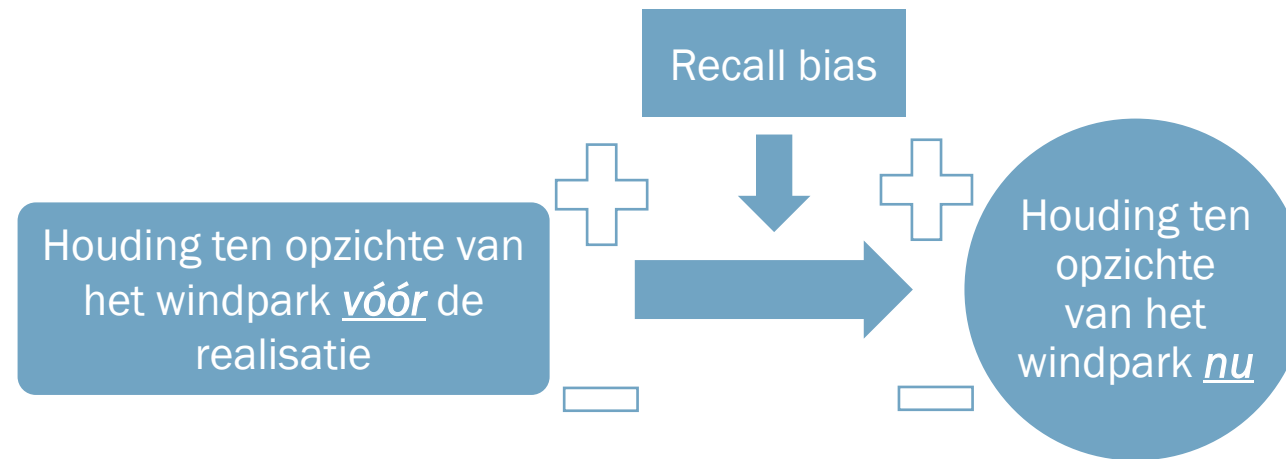 Recall bias
Houding ten opzichte van
het windpark vóór de
realisatie
Houding ten
opzichte
van het
windpark nu